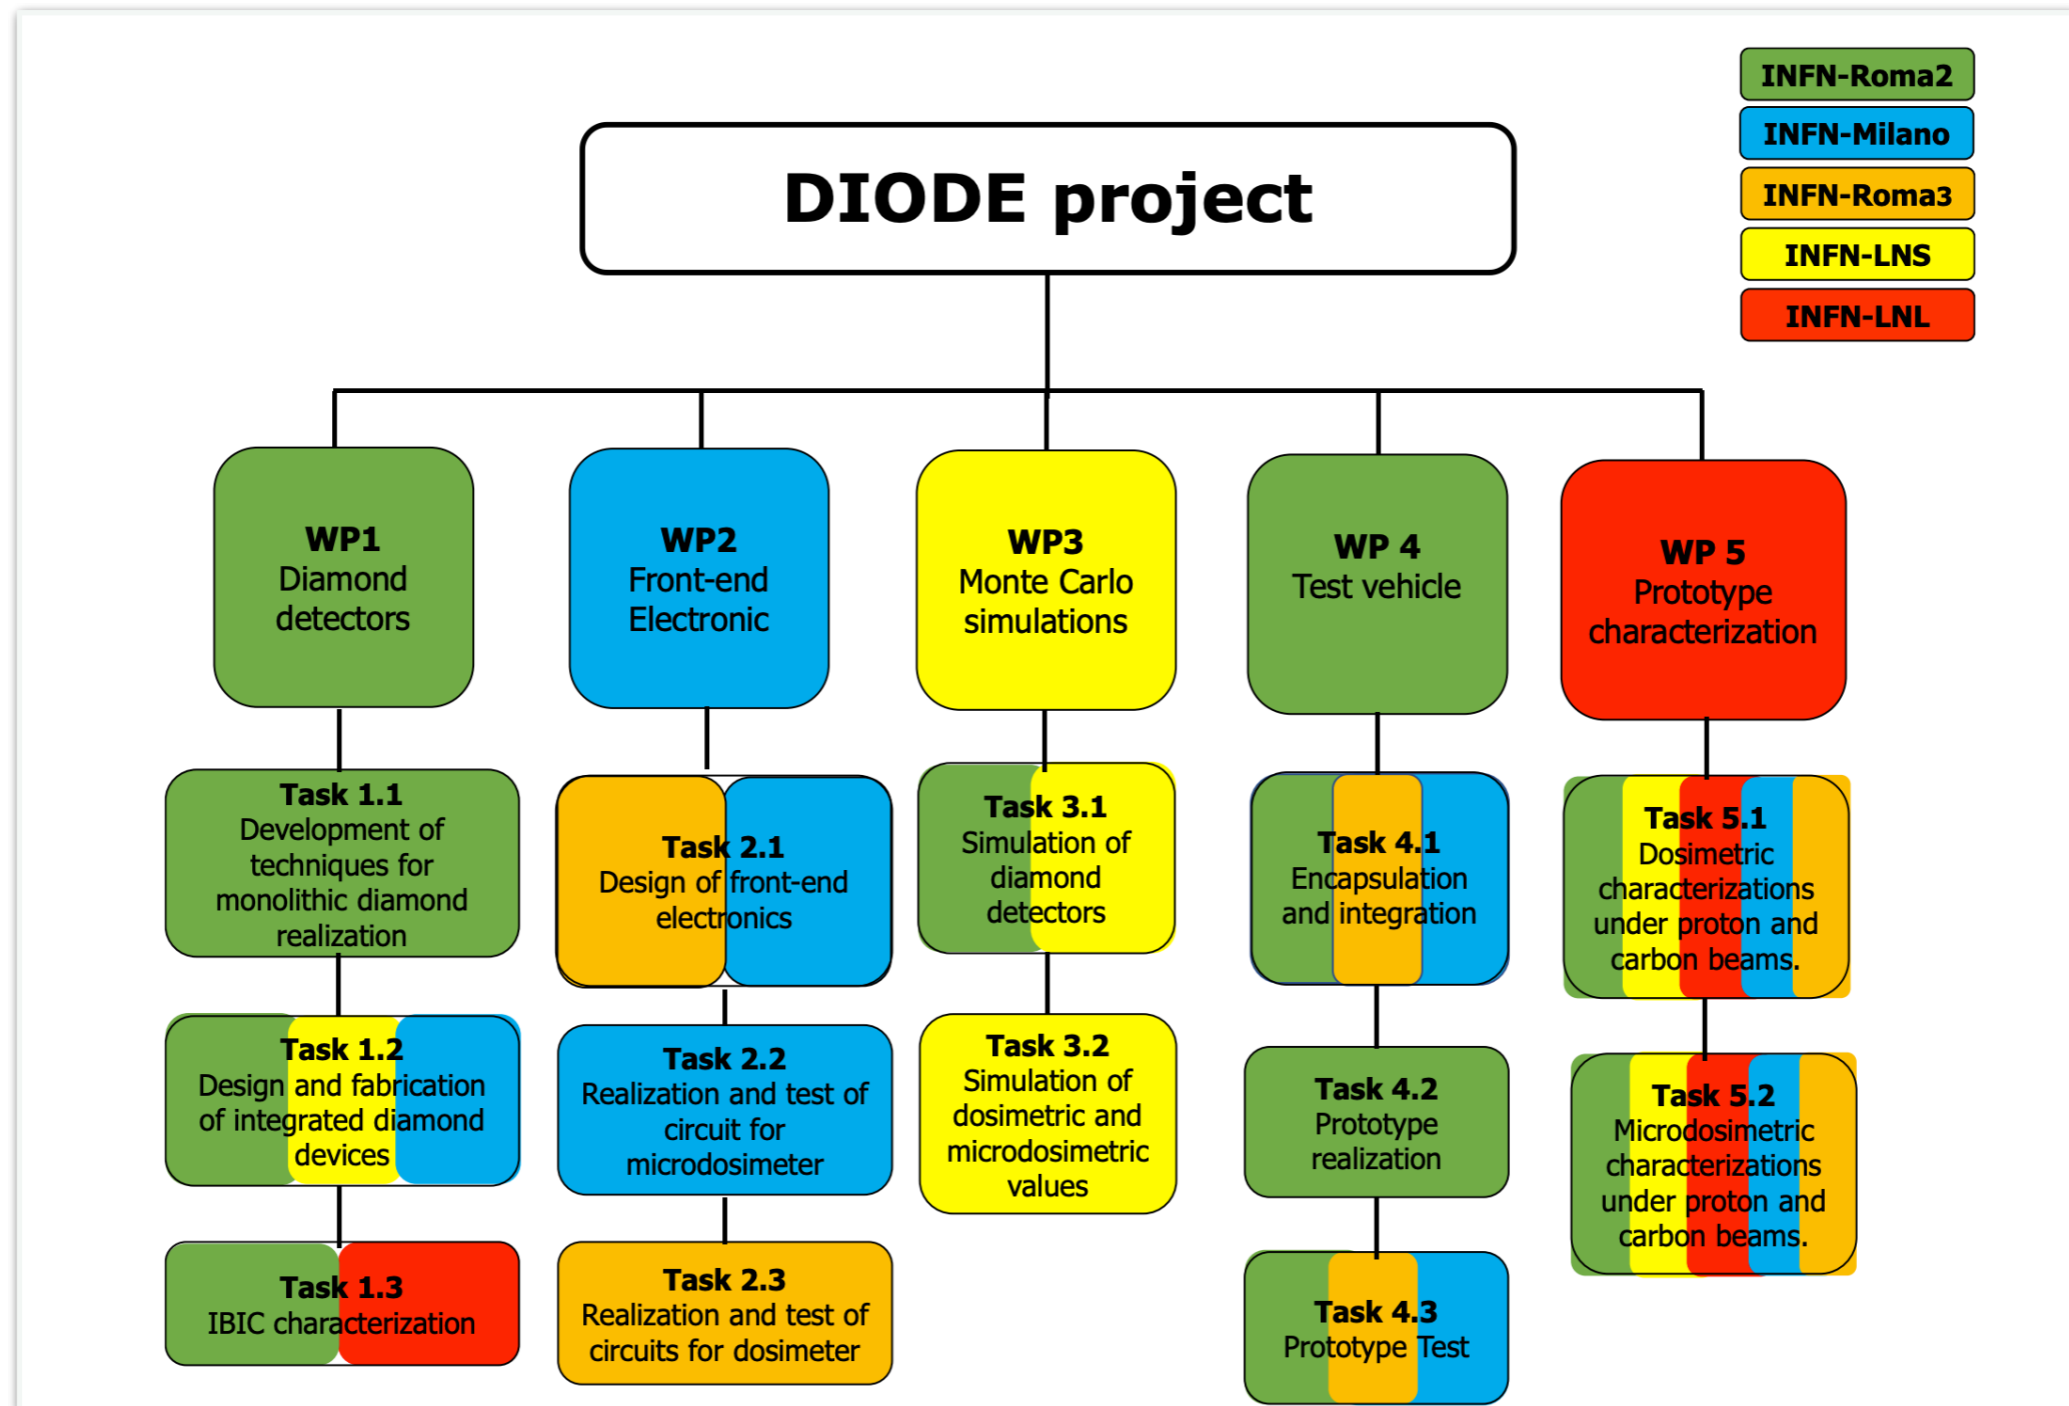 INFN-Roma2
INFN-Milano
INFN-Roma3
INFN-LNS
INFN-LNL
DIODE project
WP1
Diamond
detectors
WP2
Front-end
Electronic
WP3
Monte Carlo
simulations
WP 4
Test vehicle
WP 5
Prototype
characterization
Task 1.1
Development of
techniques for
monolithic diamond
realization
Task 1.2
Design and fabrication
of integrated diamond
devices
Task 1.3
IBIC characterization
Task 2.1
Design of front-end
electronics
Task 2.2
Realization and test of
circuit for
microdosimeter
Task 2.3
Realization and test of
circuits for dosimeter
Task 3.1
Simulation of
diamond
detectors
Task 3.2
Simulation of
dosimetric and
microdosimetric
values
Task 4.1
Encapsulation
and integration
Task 4.2
Prototype
realization
Task 4.3
Prototype Test
Task 5.1
Dosimetric
characterizations
under proton and
carbon beams.
Task 5.2
Microdosimetric
characterizations
under proton and
carbon beams.